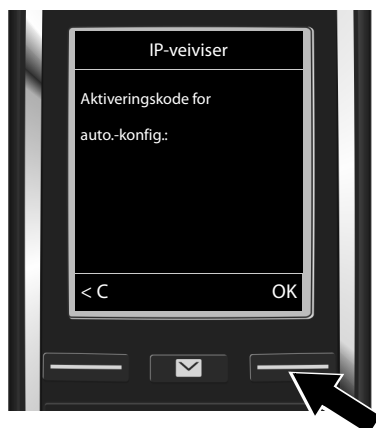 IP-veiviser
Aktiveringskode for
auto.-konfig.:
< C OK